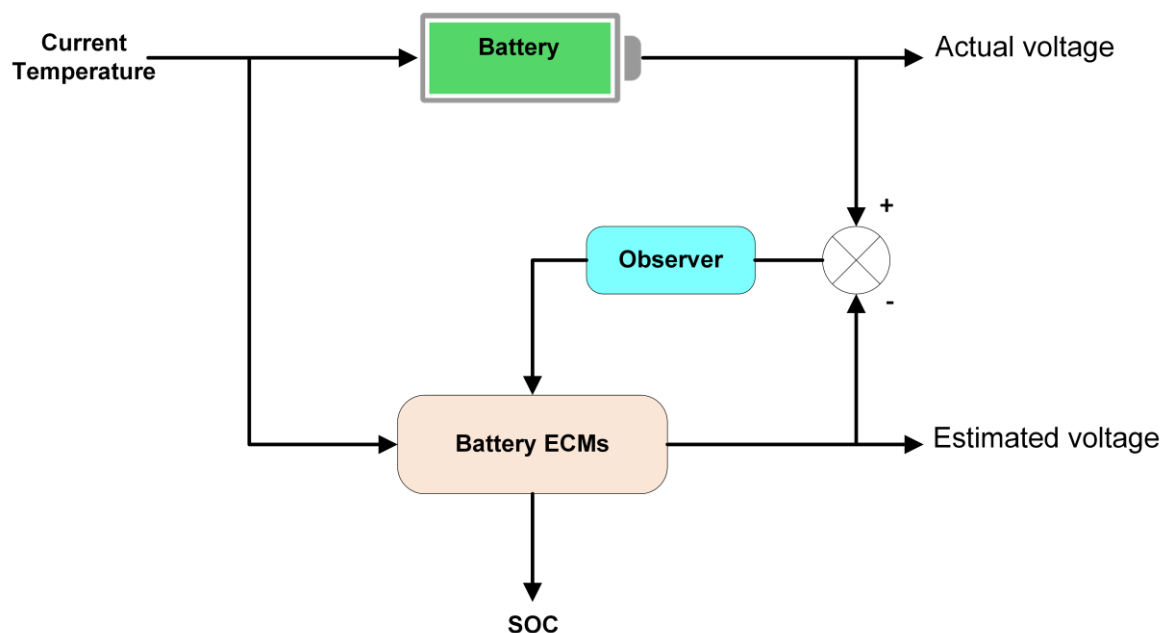 Current
Temperature
Battery
Actual voltage
+
Observer
-
Battery ECMs
Estimated voltage
SOC